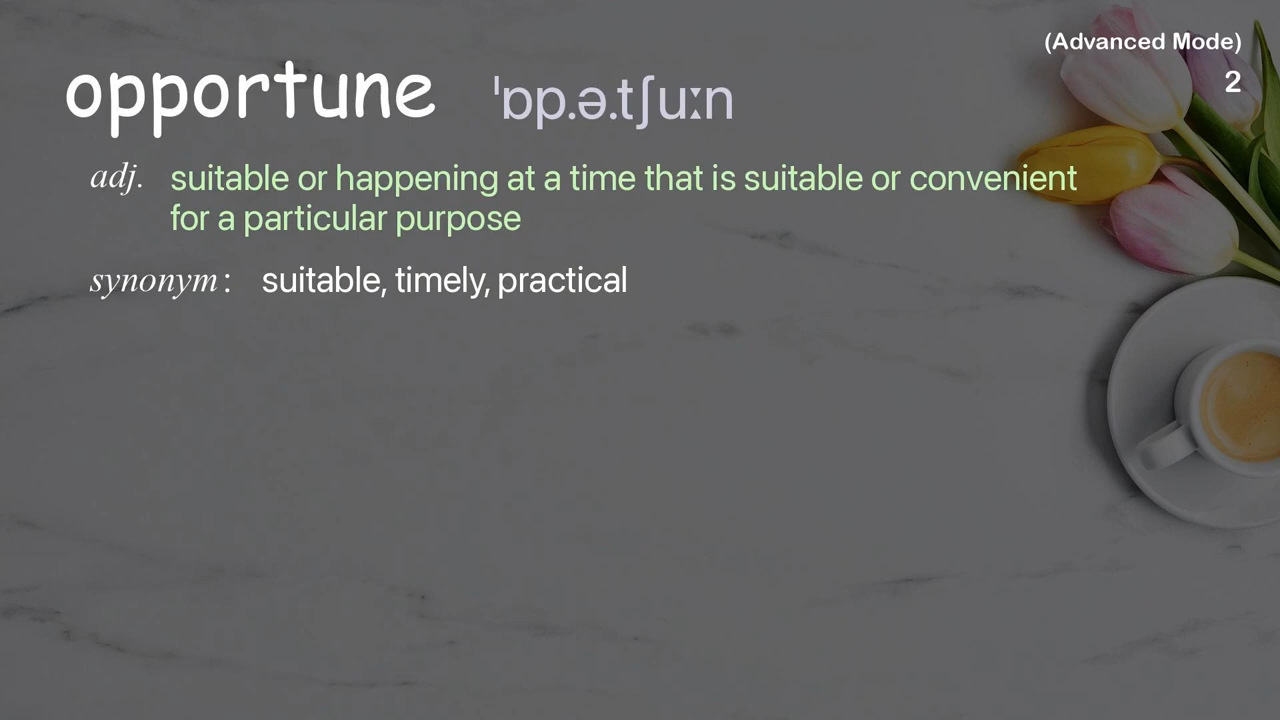 (Advanced Mode)
2
opportune ˈɒp.ə.tʃuːn
adj. suitable or happening at a time that is suitable or convenient
for a particular purpose
synonym: suitable, timely, practical